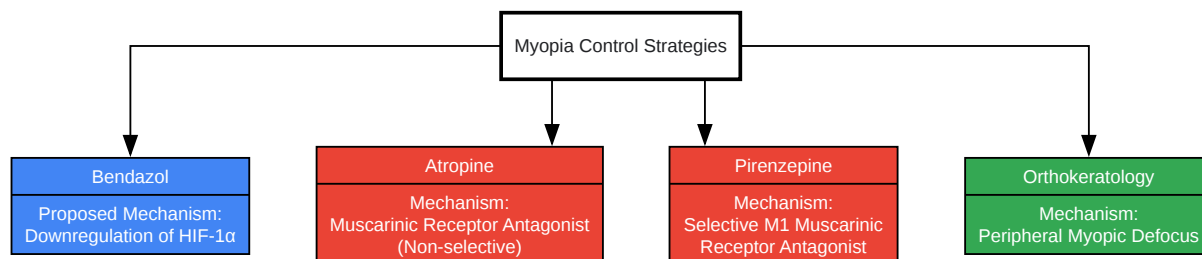 Myopia Control Strategies
Bendazol
Proposed Mechanism:
Downregulation of HIF-1α
Atropine
Mechanism:
Muscarinic Receptor Antagonist
(Non-selective)
Pirenzepine
Mechanism:
Selective M1 Muscarinic
Receptor Antagonist
Orthokeratology
Mechanism:
Peripheral Myopic Defocus